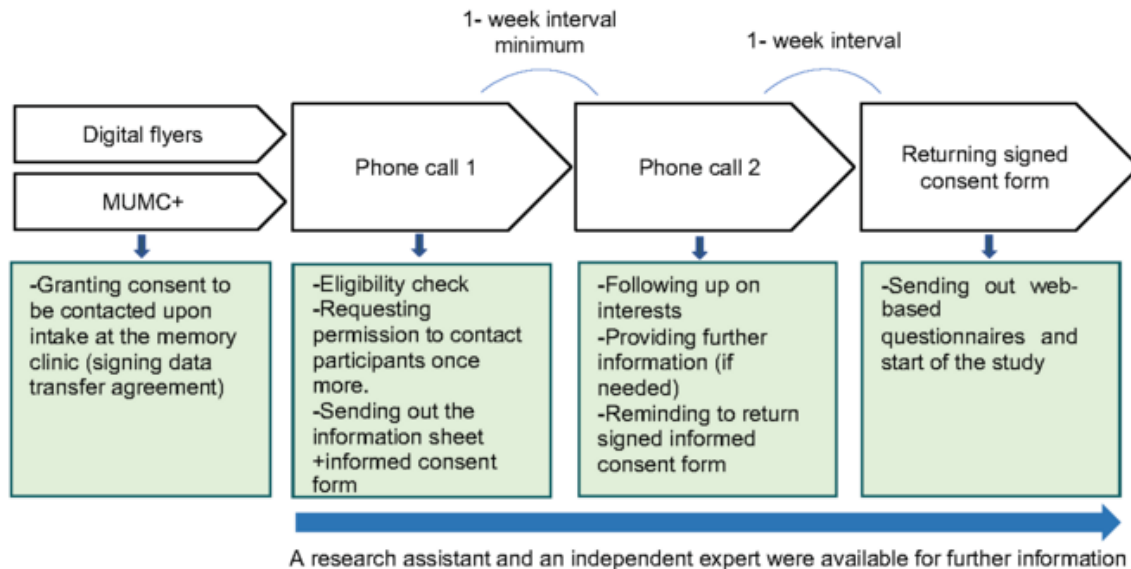 1- week interval
minimum
1- week interval
Digital flyers
MUMC+
Phone call 1
Phone call 2
Returning signed
consent form
-Granting consent to
be contacted upon
intake at the memory
clinic (signing data
transfer agreement)
-Eligibility check
-Requesting
permission to contact
participants once
more.
-Sending out the
information sheet
+informed consent
form
-Following up on
interests
-Providing further
information (if
needed)
-Reminding to return
signed informed
consent form
-Sending out web-
based
questionnaires and
start of the study
A research assistant and an independent expert were available for further information